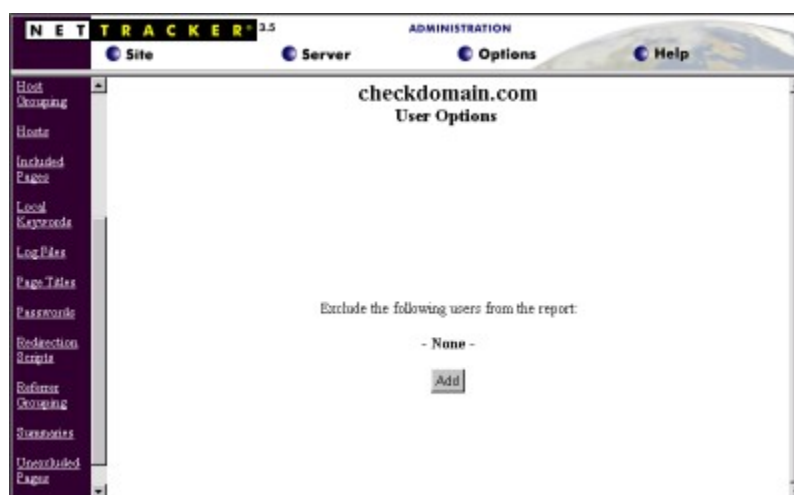 NET TRACKER® 3.5
ADMINISTRATION
Site
Server
Options
Help
Host
Grouping
Hosts
Included
Pages
Local
Keywords
Log Files
Page Titles
Passwords
Redirection
Scripts
Referrer
Grouping
Summaries
Unexcluded
Pages
checkdomain.com
User Options
Exclude the following users from the report:
- None -
Add